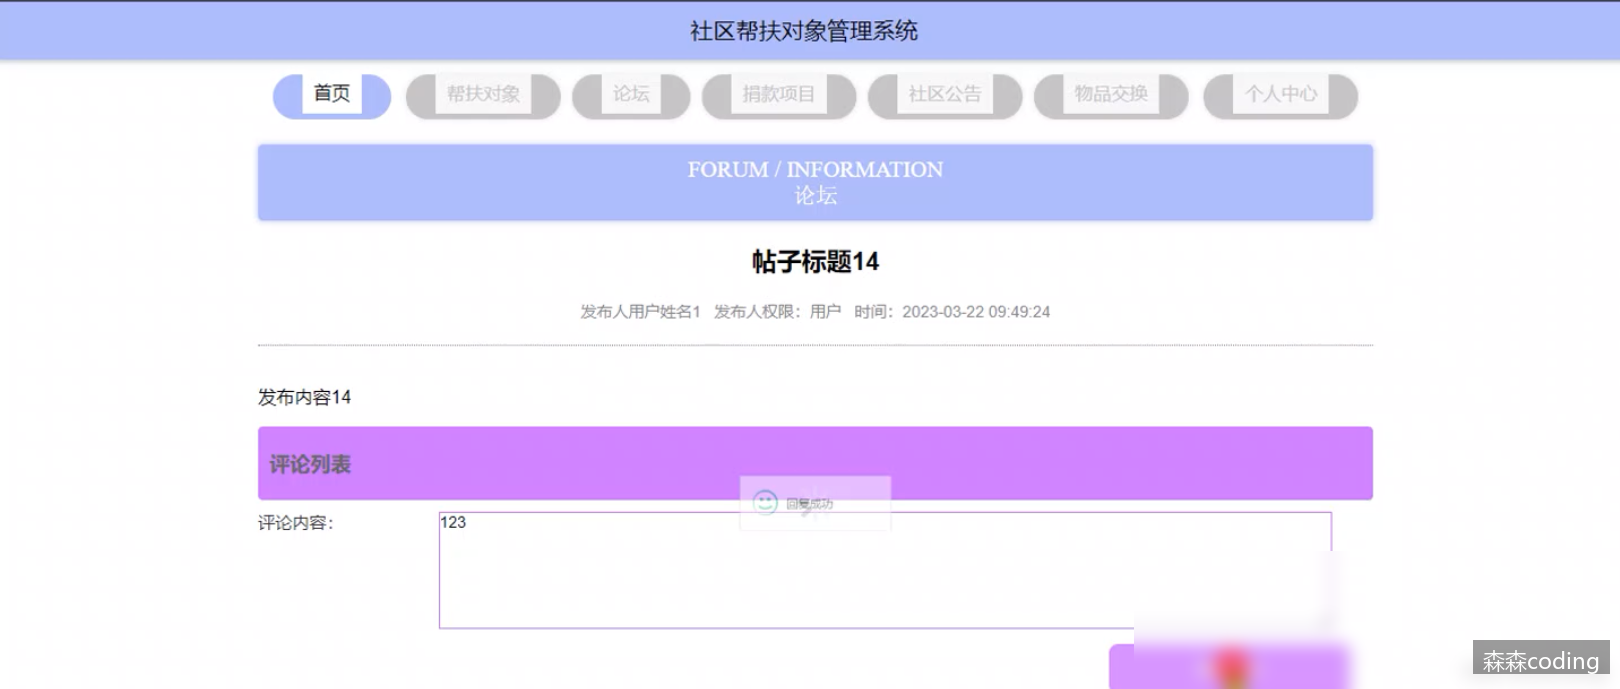 社区帮扶对象管理系统
首页 帮扶对象 论坛 捐款项目 社区公告 物品交换 个人中心
FORUM / INFORMATION
论坛
帖子标题14
发布人用户姓名1 发布人权限：用户 时间：2023-03-22 09:49:24
发布内容14
评论列表
回复成功
评论内容：
123
森森coding